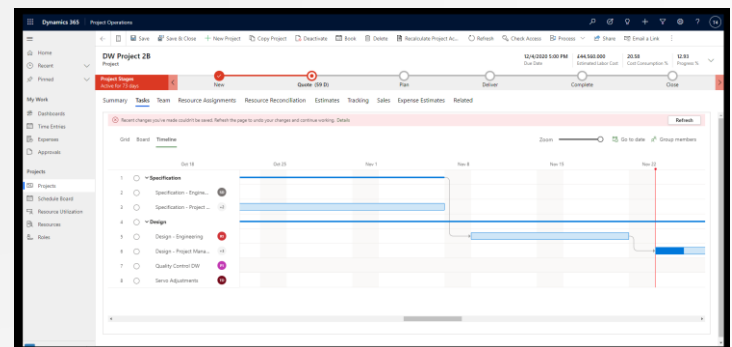 Dynamics 365 Project Operations
Save Save & Close New Project Copy Project Deactivate Book Delete Recalculate Project Ac... Refresh Check Access Process Share Email a Link
Home
Recent
Pinned
My Work
Dashboards
Time Entries
Expenses
Approvals
Projects
Projects
Schedule Board
Resource Utilization
Resources
Roles
DW Project 2B
Project
12/4/2020 5:00 PM
Due Date
£44,560.000
Estimated Labor Cost
20.58
Cost Consumption %
12.93
Progress %
Project Stages
Active for 73 days
New
Quote (59 D)
Plan
Deliver
Complete
Close
Summary Tasks Team Resource Assignments Resource Reconciliation Estimates Tracking Sales Expense Estimates Related
Recent changes you've made couldn't be saved. Refresh the page to undo your changes and continue working. Details
Refresh
Grid Board Timeline
Zoom Go to date Group members
Oct 18 Oct 25 Nov 1 Nov 8 Nov 15 Nov 22
1 Specification
2 Specification - Engine...
3 Specification - Project ... +2
4 Design
5 Design - Engineering
6 Design - Project Mana... +3
7 Quality Control DW
8 Servo Adjustments